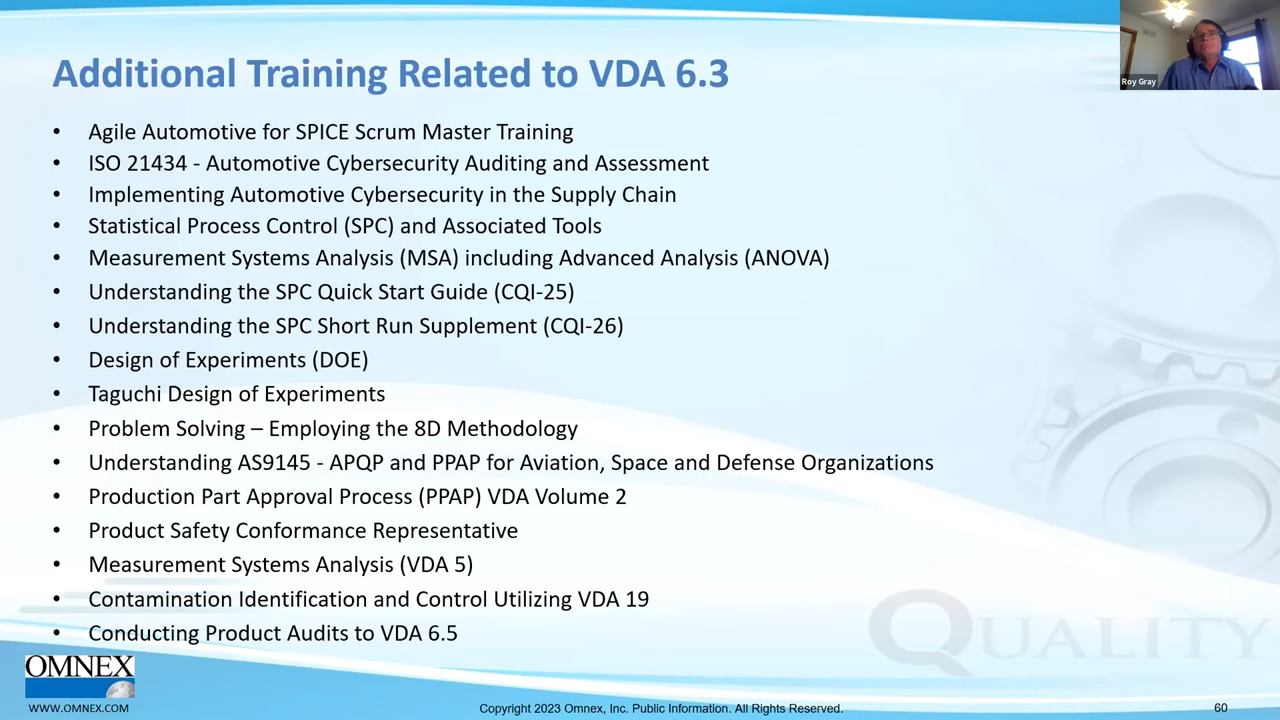 Additional Training Related to VDA 6.3
Roy Gray
• Agile Automotive for SPICE Scrum Master Training
• ISO 21434 - Automotive Cybersecurity Auditing and Assessment
• Implementing Automotive Cybersecurity in the Supply Chain
• Statistical Process Control (SPC) and Associated Tools
• Measurement Systems Analysis (MSA) including Advanced Analysis (ANOVA)
• Understanding the SPC Quick Start Guide (CQI-25)
• Understanding the SPC Short Run Supplement (CQI-26)
• Design of Experiments (DOE)
• Taguchi Design of Experiments
• Problem Solving – Employing the 8D Methodology
• Understanding AS9145 - APQP and PPAP for Aviation, Space and Defense Organizations
• Production Part Approval Process (PPAP) VDA Volume 2
• Product Safety Conformance Representative
• Measurement Systems Analysis (VDA 5)
• Contamination Identification and Control Utilizing VDA 19
• Conducting Product Audits to VDA 6.5
QUALITY
OMNEX
WWW.OMNEX.COM
Copyright 2023 Omnex, Inc. Public Information. All Rights Reserved.
60